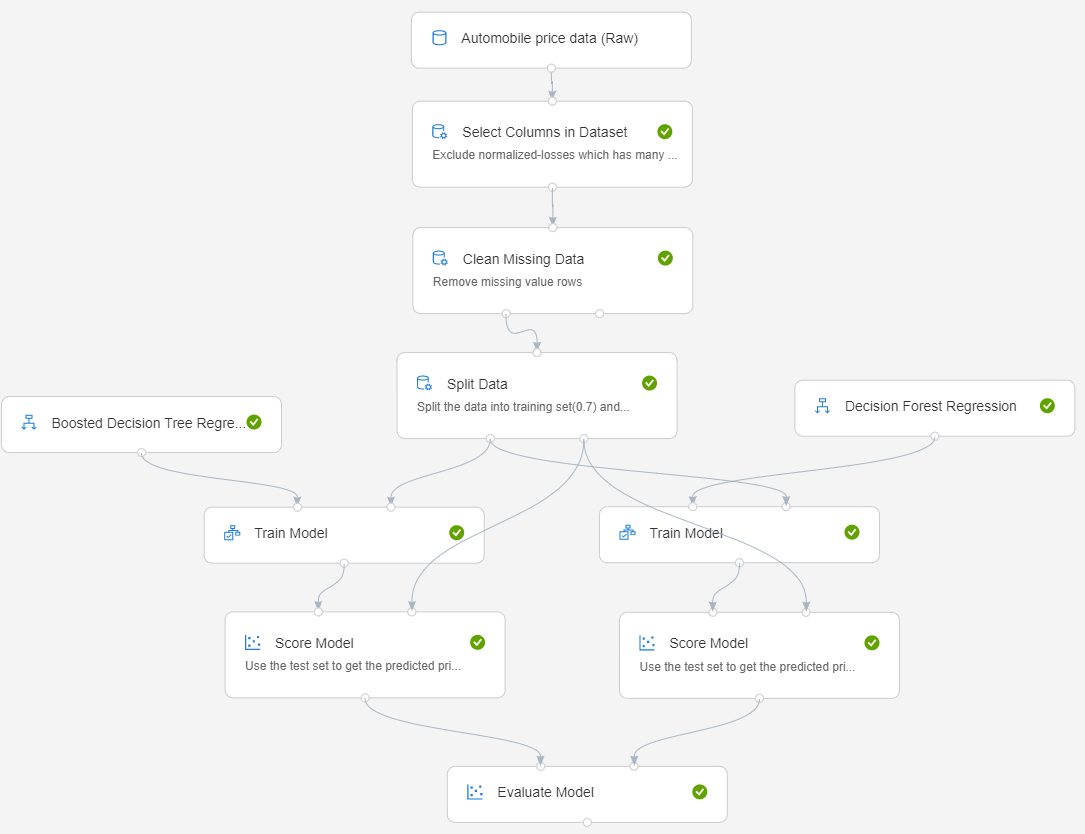 Automobile price data (Raw)
Select Columns in Dataset
Exclude normalized-losses which has many ...
Clean Missing Data
Remove missing value rows
Split Data
Split the data into training set(0.7) and...
Boosted Decision Tree Regre...
Decision Forest Regression
Train Model
Train Model
Score Model
Use the test set to get the predicted pri...
Score Model
Use the test set to get the predicted pri...
Evaluate Model